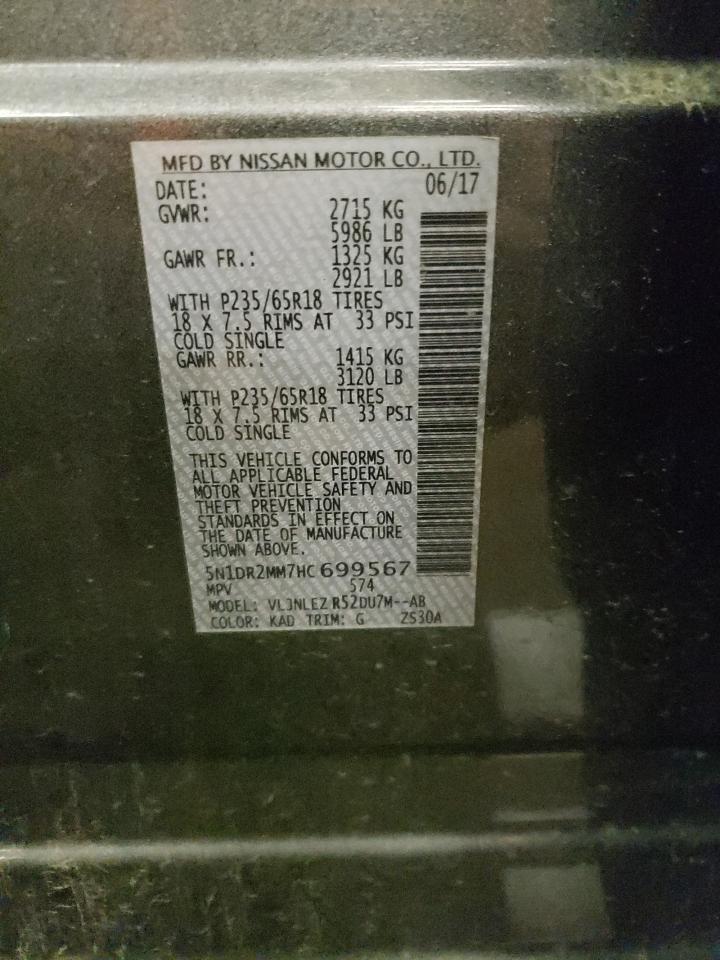 MFD BY NISSAN MOTOR CO., LTD.
DATE: 06/17
GVWR: 2715 KG
5986 LB
GAWR FR.: 1325 KG
2921 LB
WITH P235/65R18 TIRES
18 X 7.5 RIMS AT 33 PSI
COLD SINGLE
GAWR RR.: 1415 KG
3120 LB
WITH P235/65R18 TIRES
18 X 7.5 RIMS AT 33 PSI
COLD SINGLE
THIS VEHICLE CONFORMS TO
ALL APPLICABLE FEDERAL
MOTOR VEHICLE SAFETY AND
THEFT PREVENTION
STANDARDS IN EFFECT ON
THE DATE OF MANUFACTURE
SHOWN ABOVE.
5N1DR2MM7HC699567
MPV 574
MODEL: VL3NLEZ R52DU7M--AB
COLOR: KAD TRIM: G ZS30A